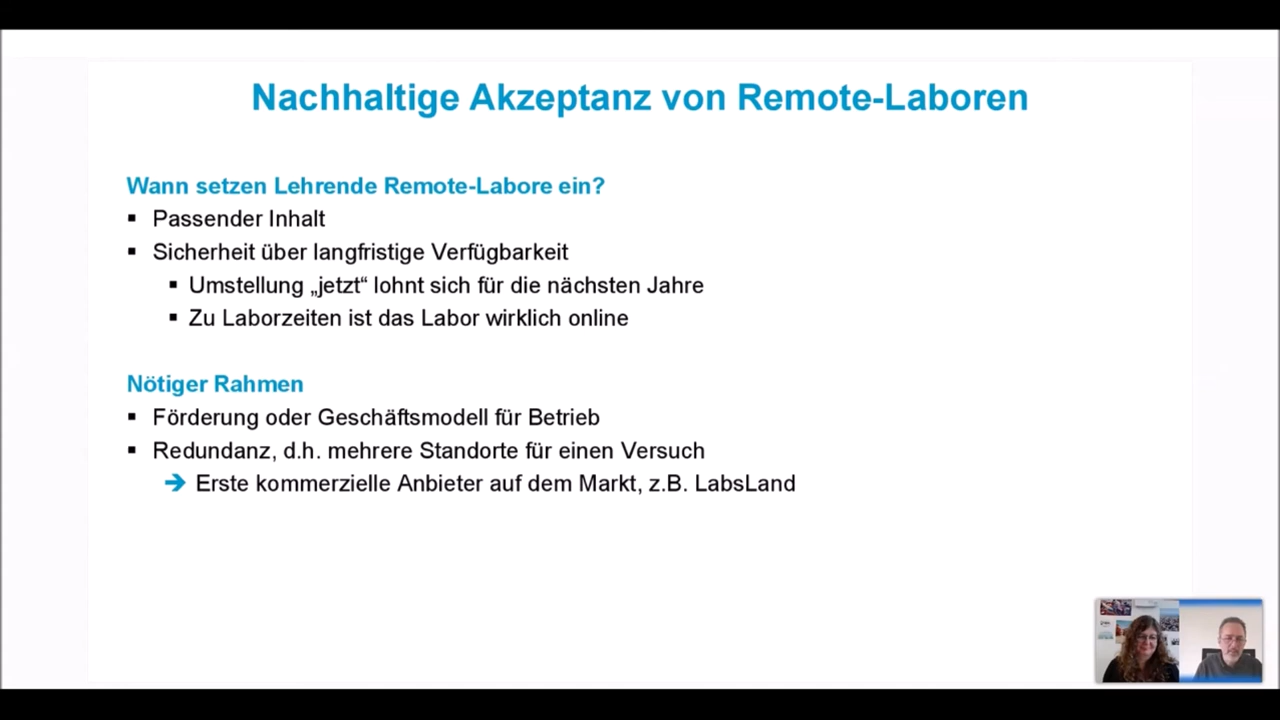 Nachhaltige Akzeptanz von Remote-Laboren
Wann setzen Lehrende Remote-Labore ein?
▪ Passender Inhalt
▪ Sicherheit über langfristige Verfügbarkeit
▪ Umstellung „jetzt“ lohnt sich für die nächsten Jahre
▪ Zu Laborzeiten ist das Labor wirklich online
Nötiger Rahmen
▪ Förderung oder Geschäftsmodell für Betrieb
▪ Redundanz, d.h. mehrere Standorte für einen Versuch
➔ Erste kommerzielle Anbieter auf dem Markt, z.B. LabsLand